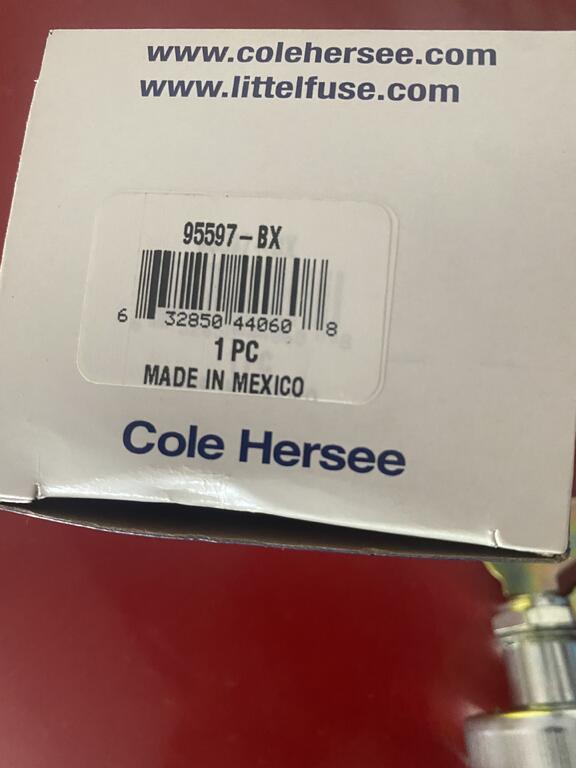 www.colehersee.com
www.littelfuse.com
95597-BX
6 32850 44060 8
1 PC
MADE IN MEXICO
Cole Hersee